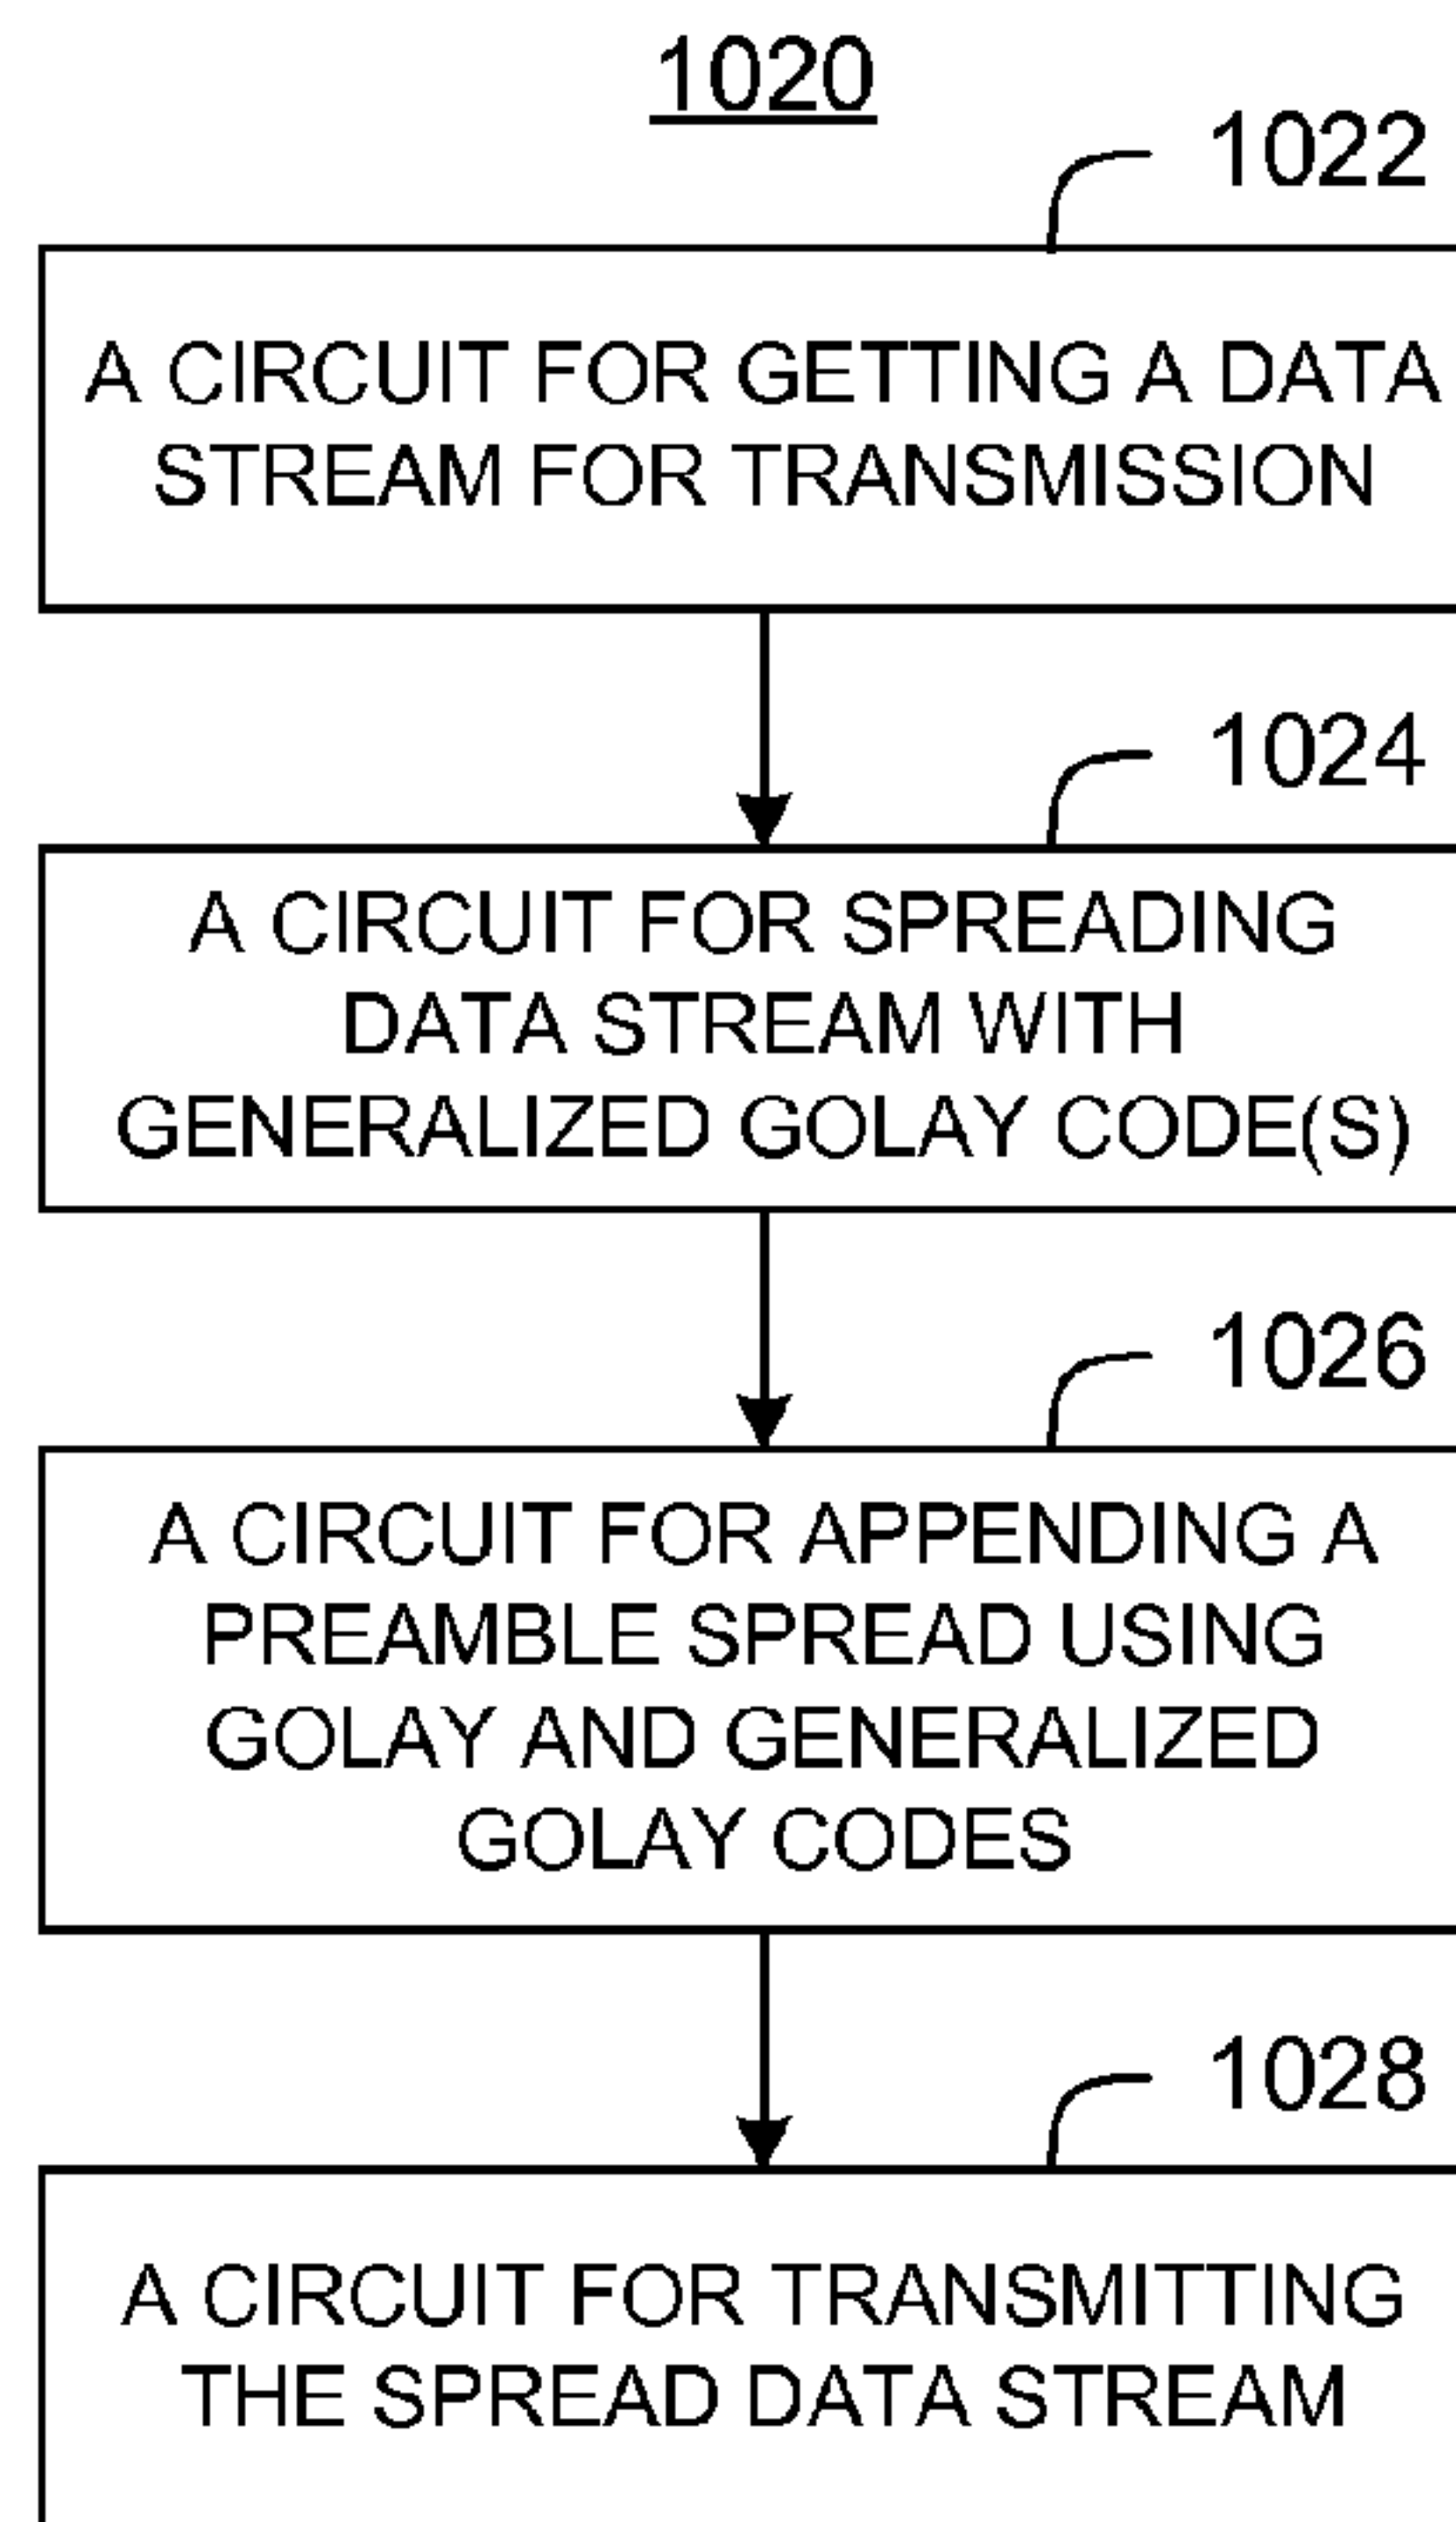 1020
1022
A CIRCUIT FOR GETTING A DATA
STREAM FOR TRANSMISSION
1024
A CIRCUIT FOR SPREADING
DATA STREAM WITH
GENERALIZED GOLAY CODE(S)
1026
A CIRCUIT FOR APPENDING A
PREAMBLE SPREAD USING
GOLAY AND GENERALIZED
GOLAY CODES
1028
A CIRCUIT FOR TRANSMITTING
THE SPREAD DATA STREAM